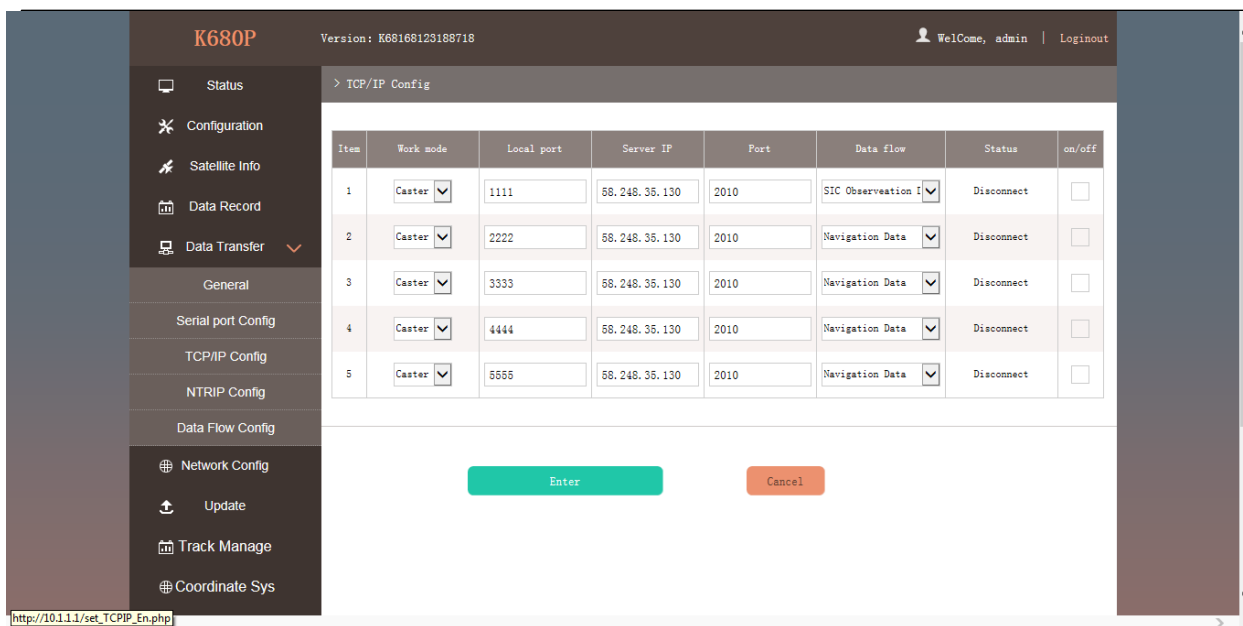 K680P
Version: K68168123188718
WelCome, admin | Loginout
Status
Configuration
Satellite Info
Data Record
Data Transfer
General
Serial port Config
TCP/IP Config
NTRIP Config
Data Flow Config
Network Config
Update
Track Manage
Coordinate Sys
> TCP/IP Config
Item Work mode Local port Server IP Port Data flow Status on/off
1 Caster 1111 58.248.35.130 2010 SIC Observeation Disconnect
2 Caster 2222 58.248.35.130 2010 Navigation Data Disconnect
3 Caster 3333 58.248.35.130 2010 Navigation Data Disconnect
4 Caster 4444 58.248.35.130 2010 Navigation Data Disconnect
5 Caster 5555 58.248.35.130 2010 Navigation Data Disconnect
Enter Cancel
http://10.1.1.1/set_TCPIP_En.php